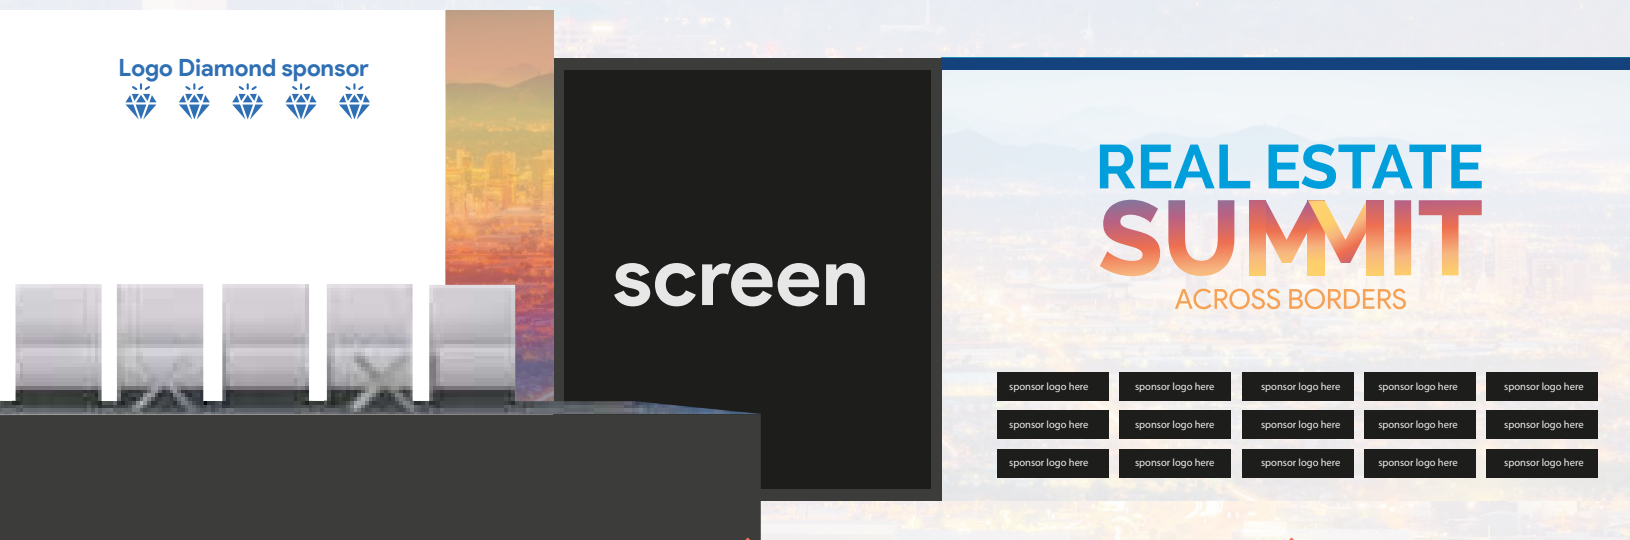 Logo Diamond sponsor
screen
REAL ESTATE
SUMMIT
ACROSS BORDERS
sponsor logo here sponsor logo here sponsor logo here sponsor logo here sponsor logo here
sponsor logo here sponsor logo here sponsor logo here sponsor logo here sponsor logo here
sponsor logo here sponsor logo here sponsor logo here sponsor logo here sponsor logo here